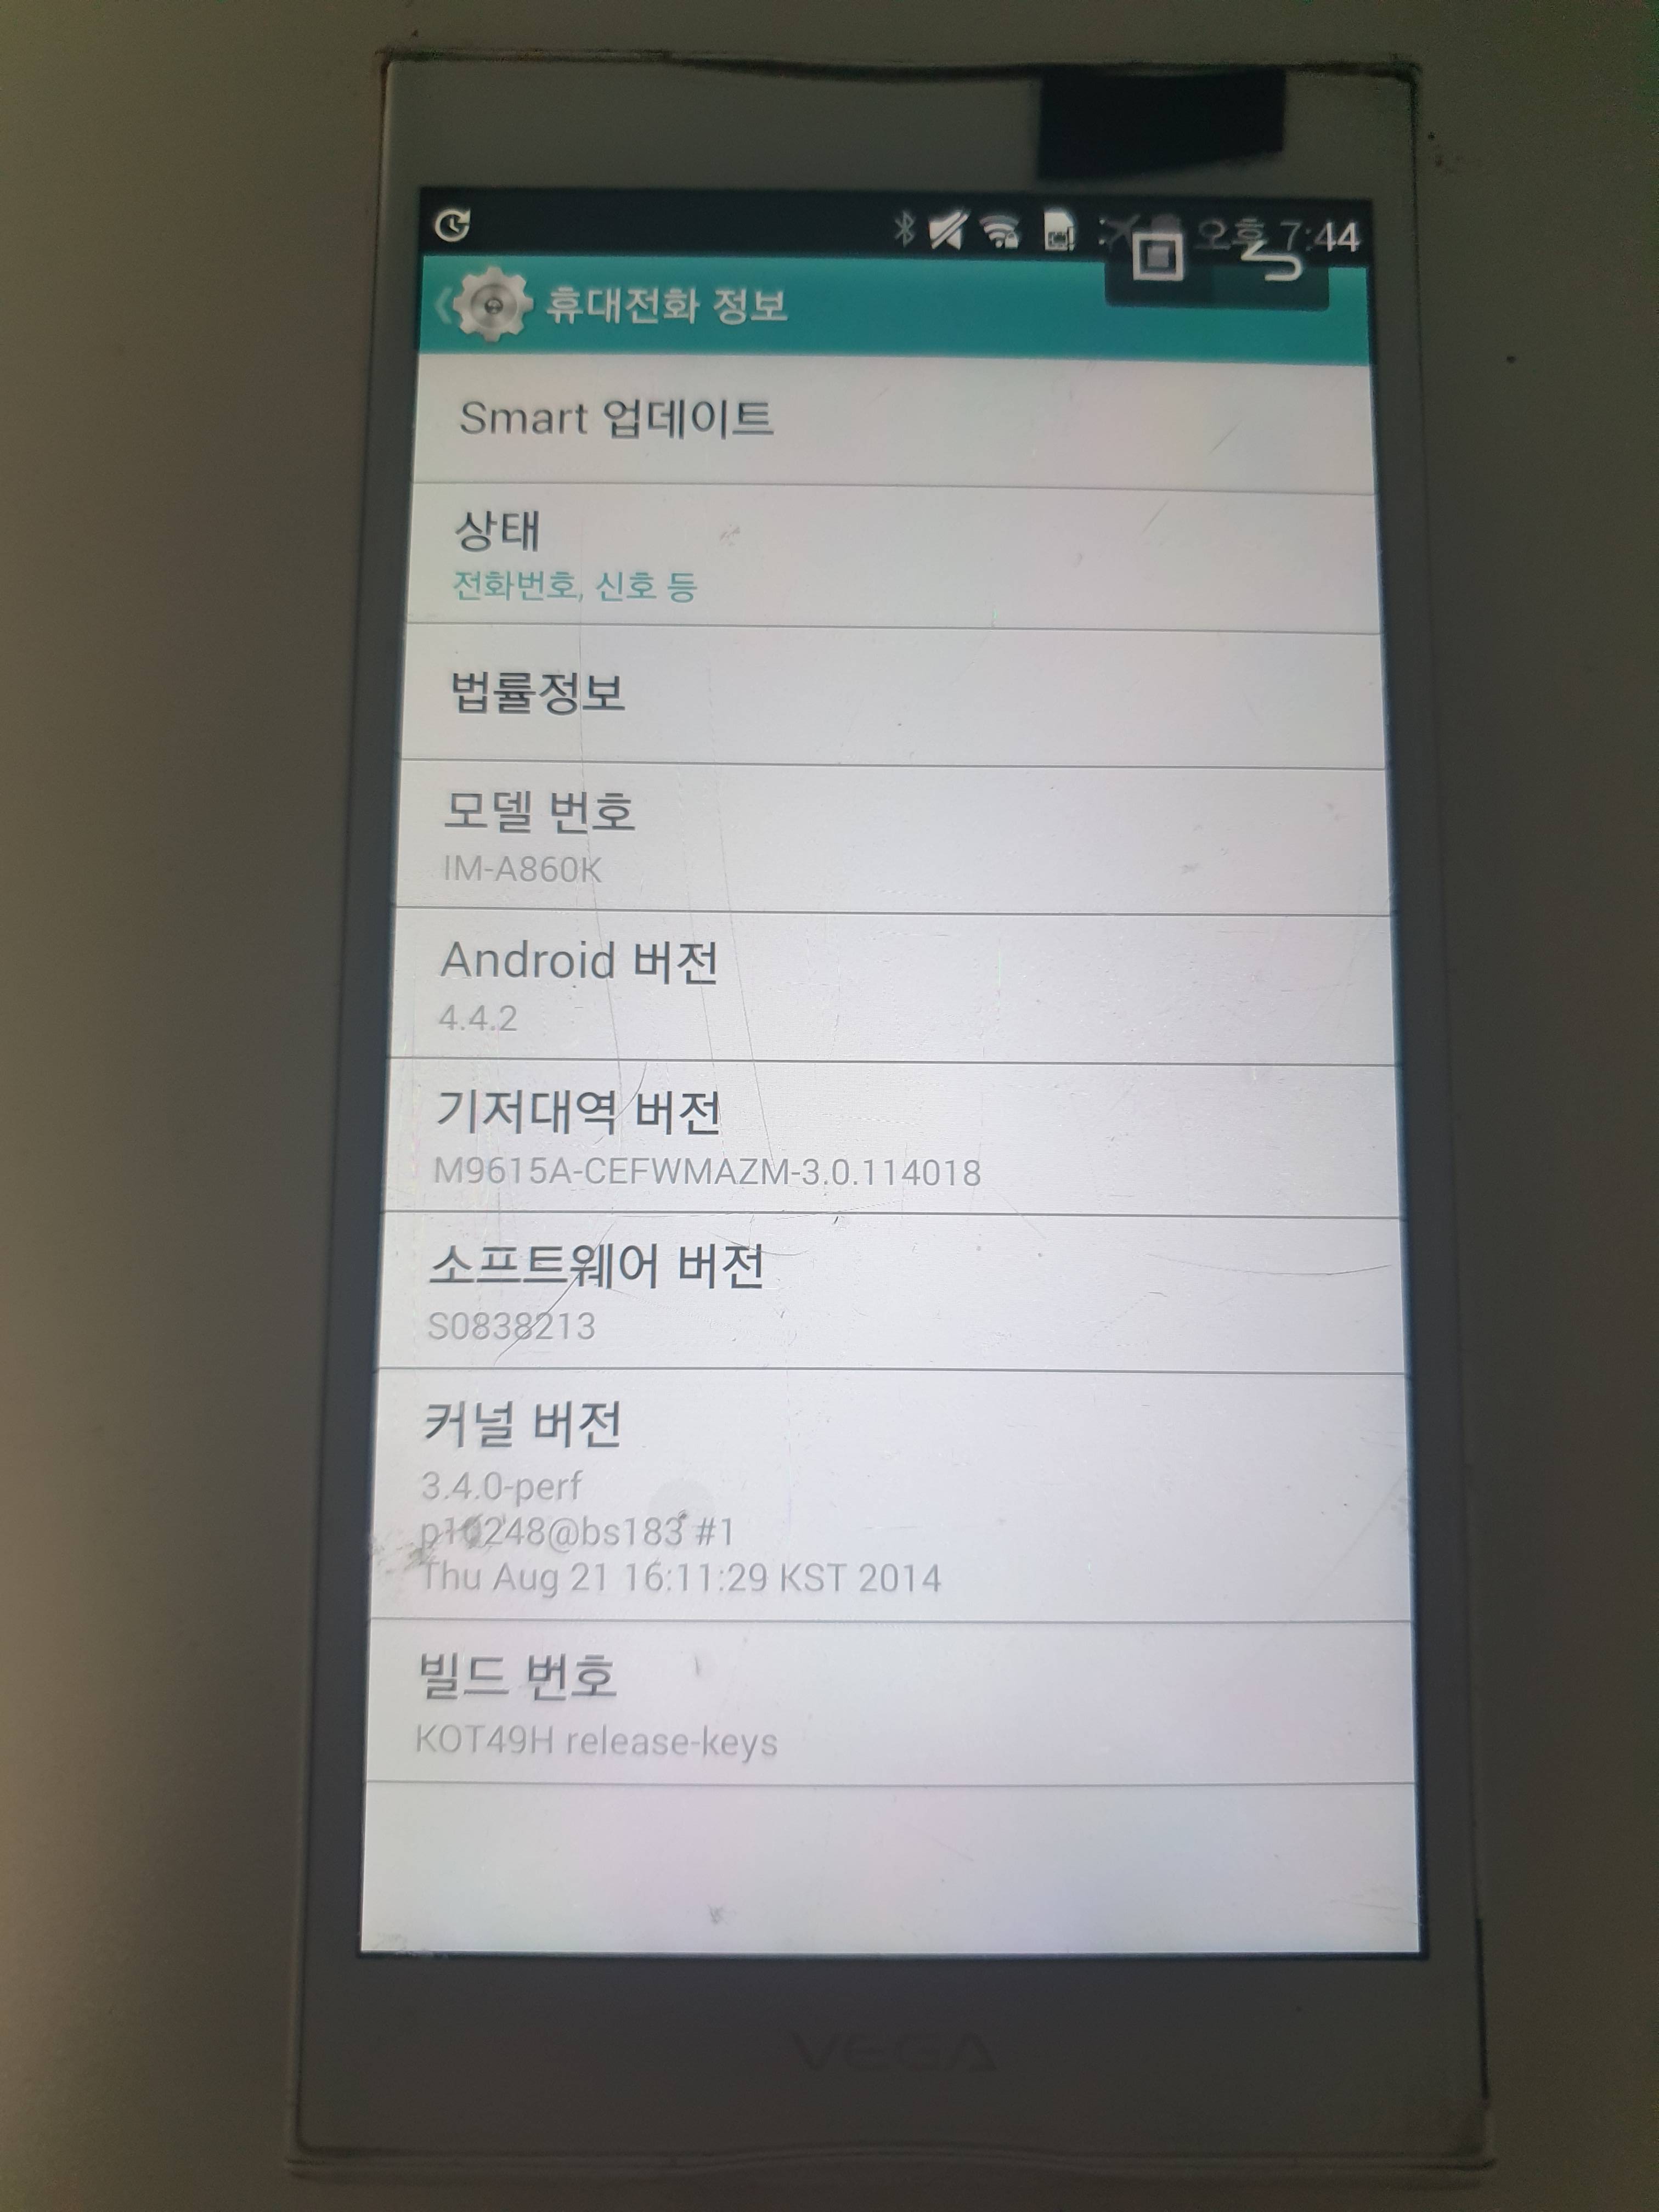 오후 7:44
휴대전화 정보
Smart 업데이트
상태
전화번호, 신호 등
법률정보
모델 번호
IM-A860K
Android 버전
4.4.2
기저대역 버전
M9615A-CEFWMAZM-3.0.114018
소프트웨어 버전
S0838213
커널 버전
3.4.0-perf
p10248@bs183 #1
Thu Aug 21 16:11:29 KST 2014
빌드 번호
KOT49H release-keys
VEGA